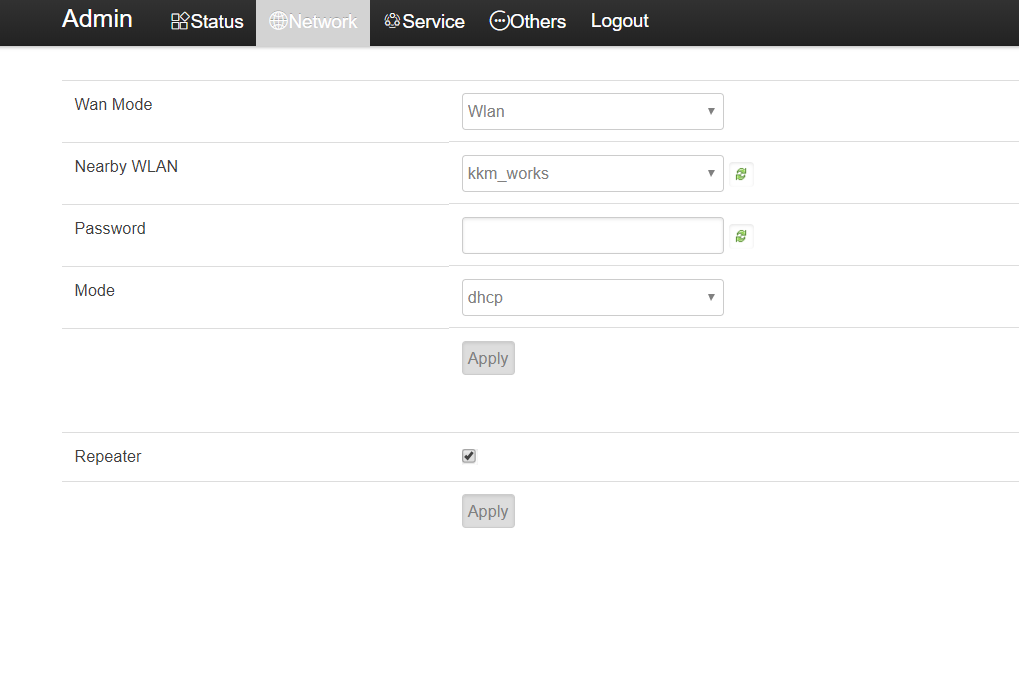 Admin Status Network Service Others Logout
Wan Mode Wlan
Nearby WLAN kkm_works
Password
Mode dhcp
Apply
Repeater
Apply